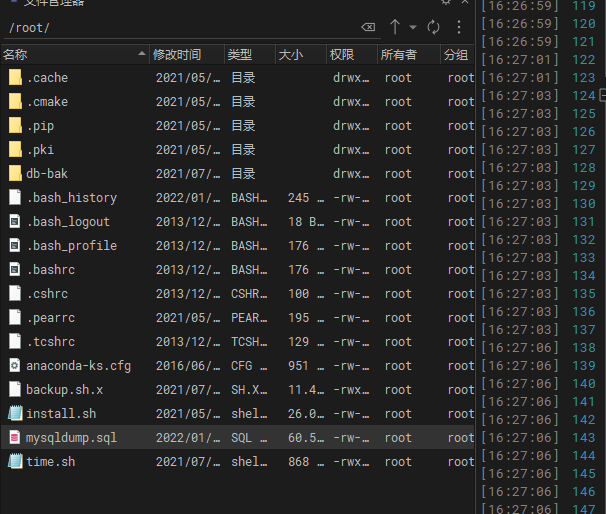 文件管理器
/root/
名称 修改时间 类型 大小 权限 所有者 分组
.cache 2021/05/... 目录 drwx... root root
.cmake 2021/05/... 目录 drwx... root root
.pip 2021/05/... 目录 drwx... root root
.pki 2021/05/... 目录 drwx... root root
db-bak 2021/07/... 目录 drwx... root root
.bash_history 2022/01/... BASH... 245 ... -rw-... root root
.bash_logout 2013/12/... BASH... 18 B... -rw-... root root
.bash_profile 2013/12/... BASH... 176 ... -rw-... root root
.bashrc 2013/12/... BASH... 176 ... -rw-... root root
.cshrc 2013/12/... CSHR... 100 ... -rw-... root root
.pearrc 2021/05/... PEAR... 195 ... -rw-... root root
.tcshrc 2013/12/... TCSH... 129 ... -rw-... root root
anaconda-ks.cfg 2016/06/... CFG ... 951 ... -rw-... root root
backup.sh.x 2021/07/... SH.X... 11.4... -rwx... root root
install.sh 2021/05/... shel... 26.0... -rw-... root root
mysqldump.sql 2022/01/... SQL ... 60.5... -rw-... root root
time.sh 2021/07/... shel... 868 ... -rwx... root root
[16:26:59] 119
[16:26:59] 120
[16:26:59] 121
[16:27:01] 122
[16:27:01] 123
[16:27:03] 124
[16:27:03] 125
[16:27:03] 126
[16:27:03] 127
[16:27:03] 128
[16:27:03] 129
[16:27:03] 130
[16:27:03] 131
[16:27:03] 132
[16:27:03] 133
[16:27:03] 134
[16:27:03] 135
[16:27:03] 136
[16:27:03] 137
[16:27:06] 138
[16:27:06] 139
[16:27:06] 140
[16:27:06] 141
[16:27:06] 142
[16:27:06] 143
[16:27:06] 144
[16:27:06] 145
[16:27:06] 146
[16:27:06] 147